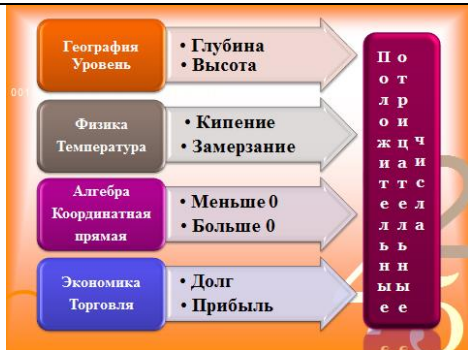 География
Уровень
• Глубина
• Высота
Физика
Температура
• Кипение
• Замерзание
Алгебра
Координатная
прямая
• Меньше 0
• Больше 0
Экономика
Торговля
• Долг
• Прибыль
Положительные
отрицательные
числа